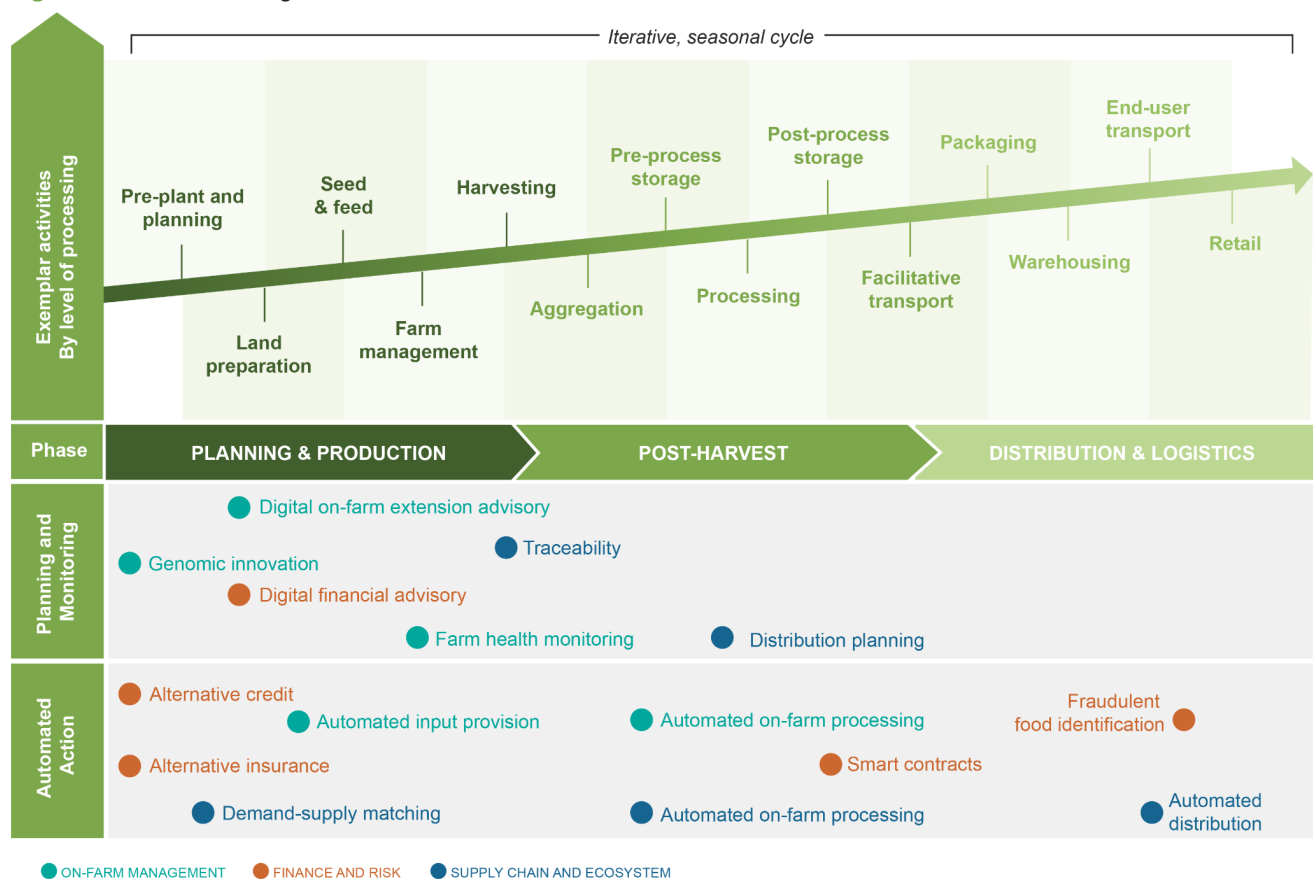 Iterative, seasonal cycle
Exemplar activities
By level of processing
Pre-plant and
planning
Land
preparation
Seed
& feed
Farm
management
Harvesting
Aggregation
Pre-process
storage
Processing
Post-process
storage
Facilitative
transport
Packaging
Warehousing
End-user
transport
Retail
Phase
PLANNING & PRODUCTION
POST-HARVEST
DISTRIBUTION & LOGISTICS
Planning and
Monitoring
Digital on-farm extension advisory
Traceability
Genomic innovation
Digital financial advisory
Farm health monitoring
Distribution planning
Automated
Action
Alternative credit
Automated input provision
Automated on-farm processing
Fraudulent
food identification
Alternative insurance
Smart contracts
Demand-supply matching
Automated on-farm processing
Automated
distribution
ON-FARM MANAGEMENT
FINANCE AND RISK
SUPPLY CHAIN AND ECOSYSTEM